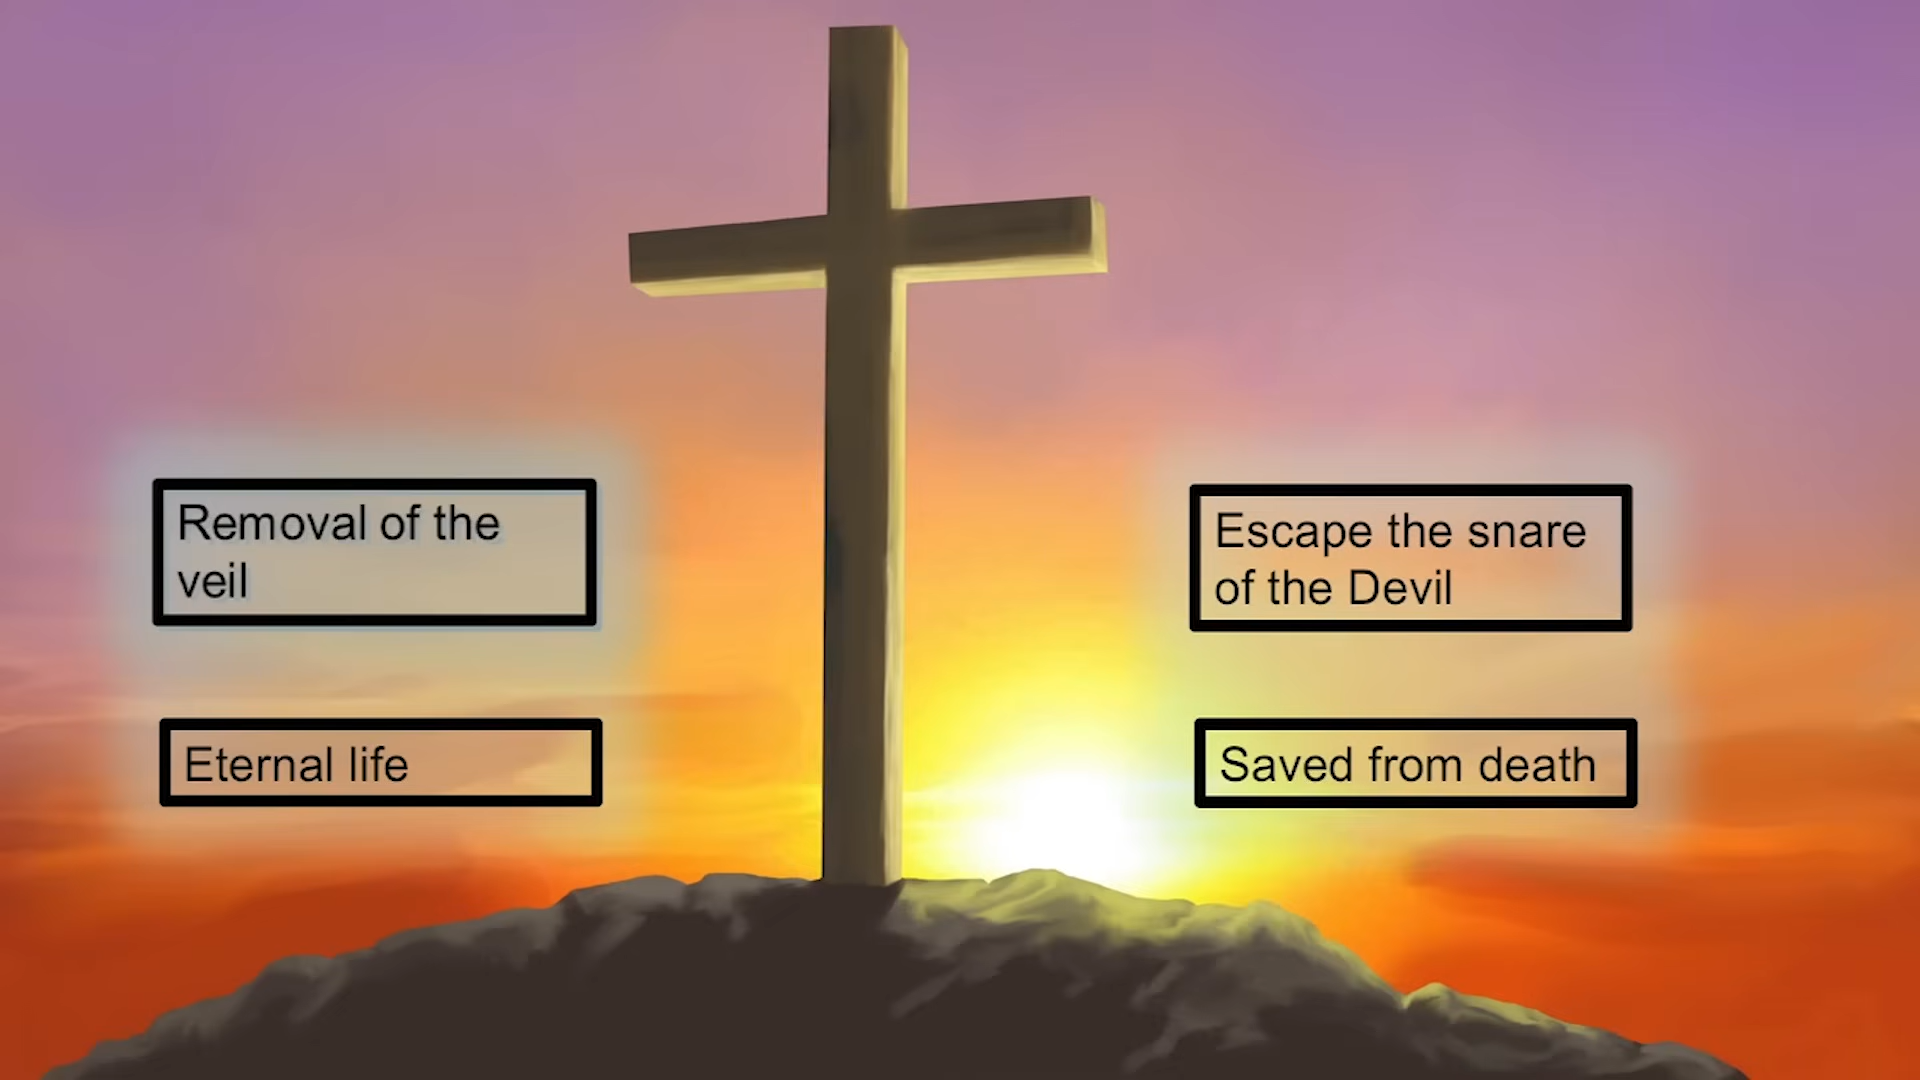 Removal of the
veil
Eternal life
Escape the snare
of the Devil
Saved from death